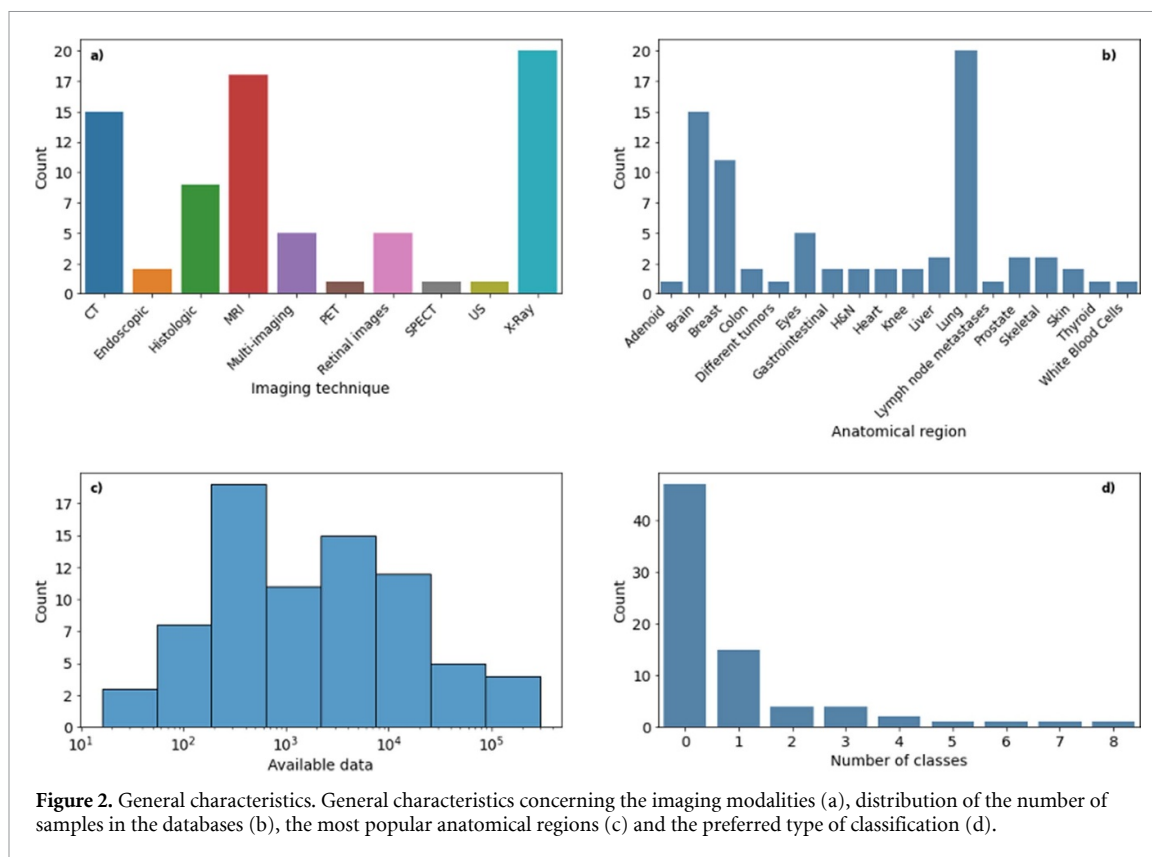 a)
20
17
15
12
10
7
5
2
0
Count
CT
Endoscopic
Histologic
MRI
Multi-imaging
PET
Retinal images
SPECT
US
X-Ray
Imaging technique
b)
20
17
15
12
10
7
5
2
0
Count
Adenoid
Brain
Breast
Colon
Different tumors
Eyes
Gastrointestinal
H&N
Heart
Knee
Liver
Lung
Lymph node metastases
Prostate
Skeletal
Skin
Thyroid
White Blood Cells
Anatomical region
c)
17
15
12
10
7
5
2
0
Count
10¹ 10² 10³ 10⁴ 10⁵
Available data
d)
40
30
20
10
0
Count
0 1 2 3 4 5 6 7 8
Number of classes
Figure 2. General characteristics. General characteristics concerning the imaging modalities (a), distribution of the number of
samples in the databases (b), the most popular anatomical regions (c) and the preferred type of classification (d).